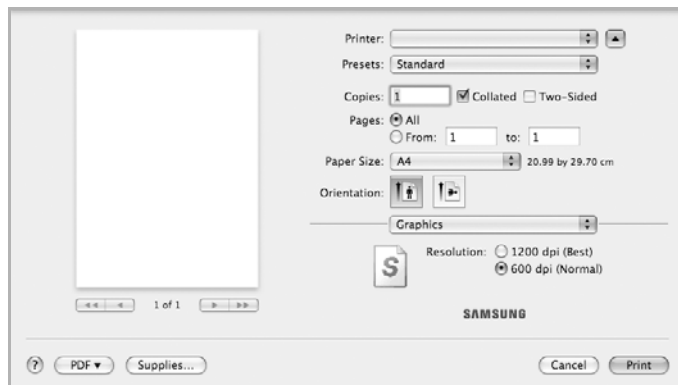 Printer:
Presets: Standard
Copies: 1 Collated Two-Sided
Pages: All
From: 1 to: 1
Paper Size: A4 20.99 by 29.70 cm
Orientation:
Graphics
Resolution: 1200 dpi (Best)
600 dpi (Normal)
S
1 of 1
SAMSUNG
? PDF Supplies... Cancel Print